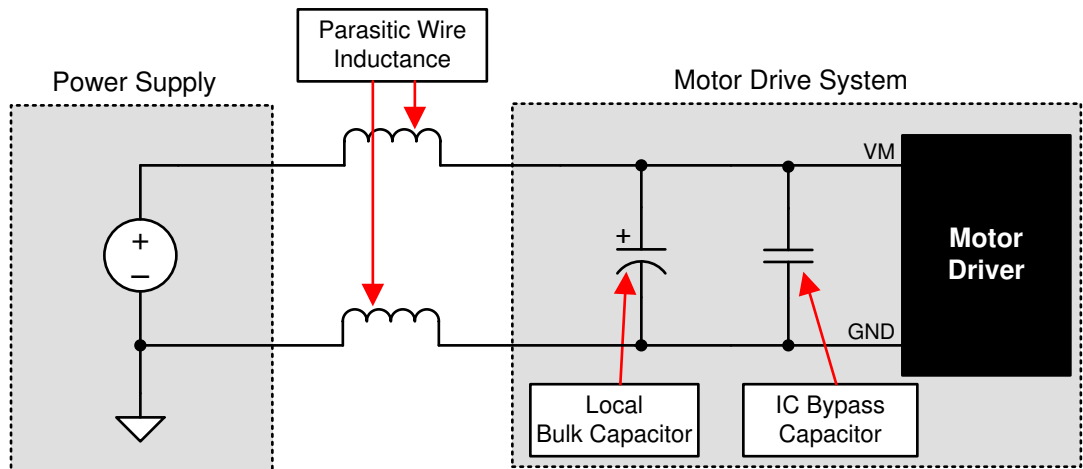 Parasitic Wire
Inductance
Power Supply
Motor Drive System
VM
+
–
+
Motor
Driver
GND
Local
Bulk Capacitor
IC Bypass
Capacitor